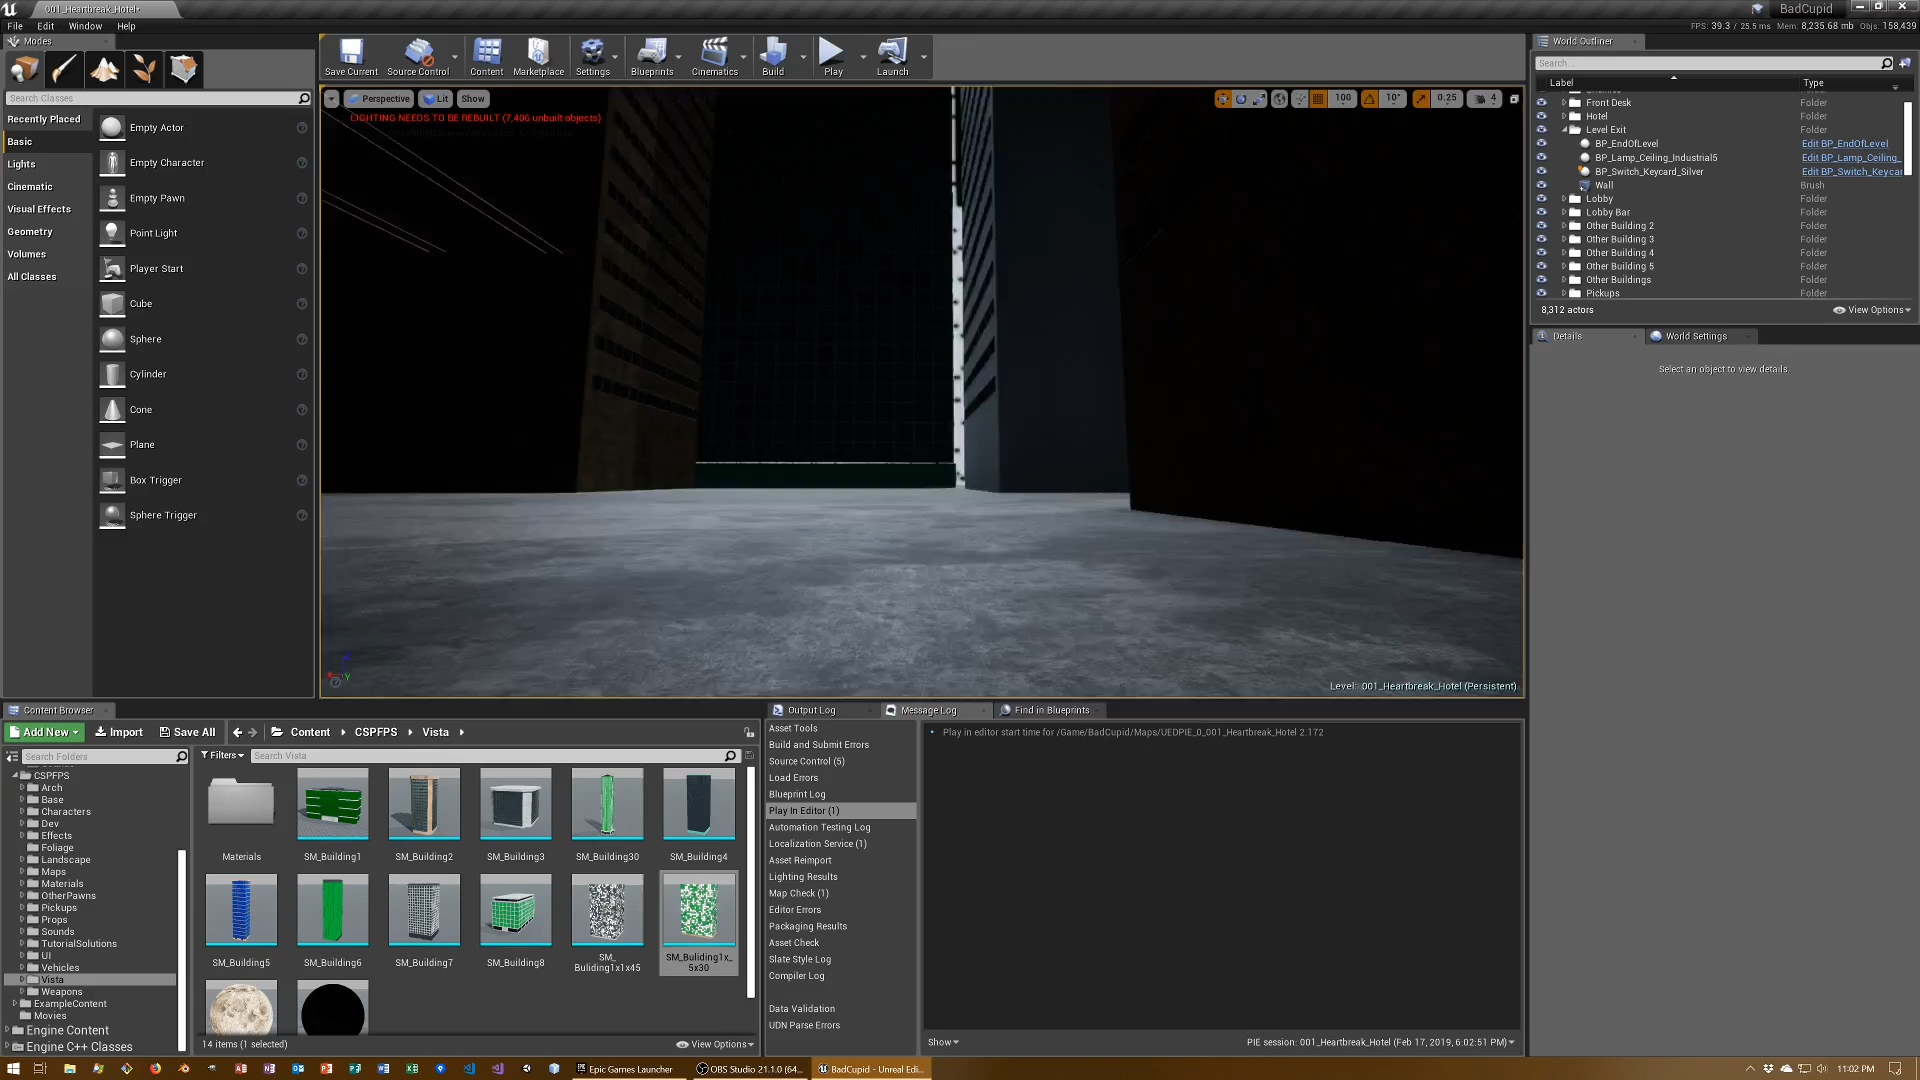 001_Heartbreak_Hotel*
BadCupid
File Edit Window Help
FPS: 39.3 / 25.5 ms Mem: 8,235.68 mb Objs: 158,439
Modes
Search Classes
Recently Placed
Basic
Lights
Cinematic
Visual Effects
Geometry
Volumes
All Classes
Empty Actor
Empty Character
Empty Pawn
Point Light
Player Start
Cube
Sphere
Cylinder
Cone
Plane
Box Trigger
Sphere Trigger
Save Current Source Control Content Marketplace Settings Blueprints Cinematics Build Play Launch
Perspective Lit Show
100 10° 0.25 4
LIGHTING NEEDS TO BE REBUILT (7,406 unbuilt objects)
Level: 001_Heartbreak_Hotel (Persistent)
World Outliner
Search...
Label Type
Front Desk Folder
Hotel Folder
Level Exit Folder
BP_EndOfLevel Edit BP_EndOfLevel
BP_Lamp_Ceiling_Industrial5 Edit BP_Lamp_Ceiling_
BP_Switch_Keycard_Silver Edit BP_Switch_Keycar
Wall Brush
Lobby Folder
Lobby Bar Folder
Other Building 2 Folder
Other Building 3 Folder
Other Building 4 Folder
Other Building 5 Folder
Other Buildings Folder
Pickups Folder
8,312 actors View Options
Details World Settings
Select an object to view details.
Content Browser
Add New Import Save All Content CSPFPS Vista
Search Folders
Filters Search Vista
CSPFPS
Arch
Base
Characters
Dev
Effects
Foliage
Landscape
Maps
Materials
OtherPawns
Pickups
Props
Sounds
TutorialSolutions
UI
Vehicles
Vista
Weapons
ExampleContent
Movies
Engine Content
Engine C++ Classes
Materials SM_Building1 SM_Building2 SM_Building3 SM_Building30 SM_Building4
SM_Building5 SM_Building6 SM_Building7 SM_Building8 SM_
Buliding1x1x45
SM_Buliding1x_
5x30
14 items (1 selected) View Options
Output Log Message Log Find in Blueprints
Asset Tools
Build and Submit Errors
Source Control (5)
Load Errors
Blueprint Log
Play In Editor (1)
Automation Testing Log
Localization Service (1)
Asset Reimport
Lighting Results
Map Check (1)
Editor Errors
Packaging Results
Asset Check
Slate Style Log
Compiler Log
Data Validation
UDN Parse Errors
Play in editor start time for /Game/BadCupid/Maps/UEDPIE_0_001_Heartbreak_Hotel 2.172
Show PIE session: 001_Heartbreak_Hotel (Feb 17, 2019, 6:02:51 PM)
Epic Games Launcher
OBS Studio 21.1.0 (64...
BadCupid - Unreal Edi...
11:02 PM